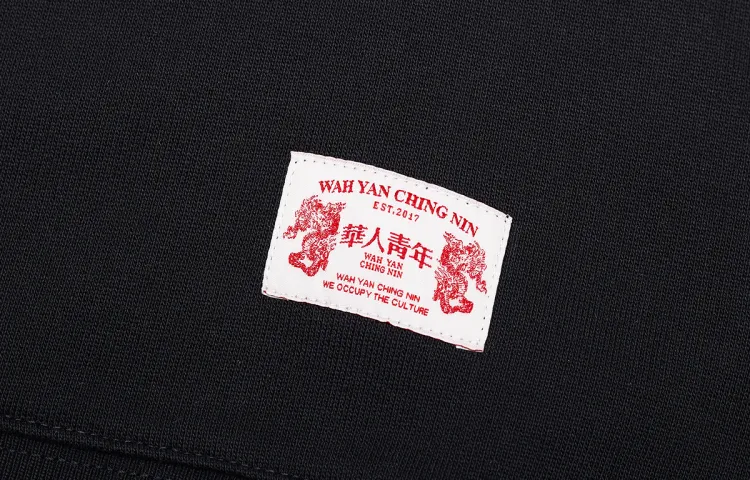 WAH YAN CHING NIN
EST.2017
華人青年
WAH YAN
CHING NIN
WAH YAN CHING NIN
WE OCCUPY THE CULTURE